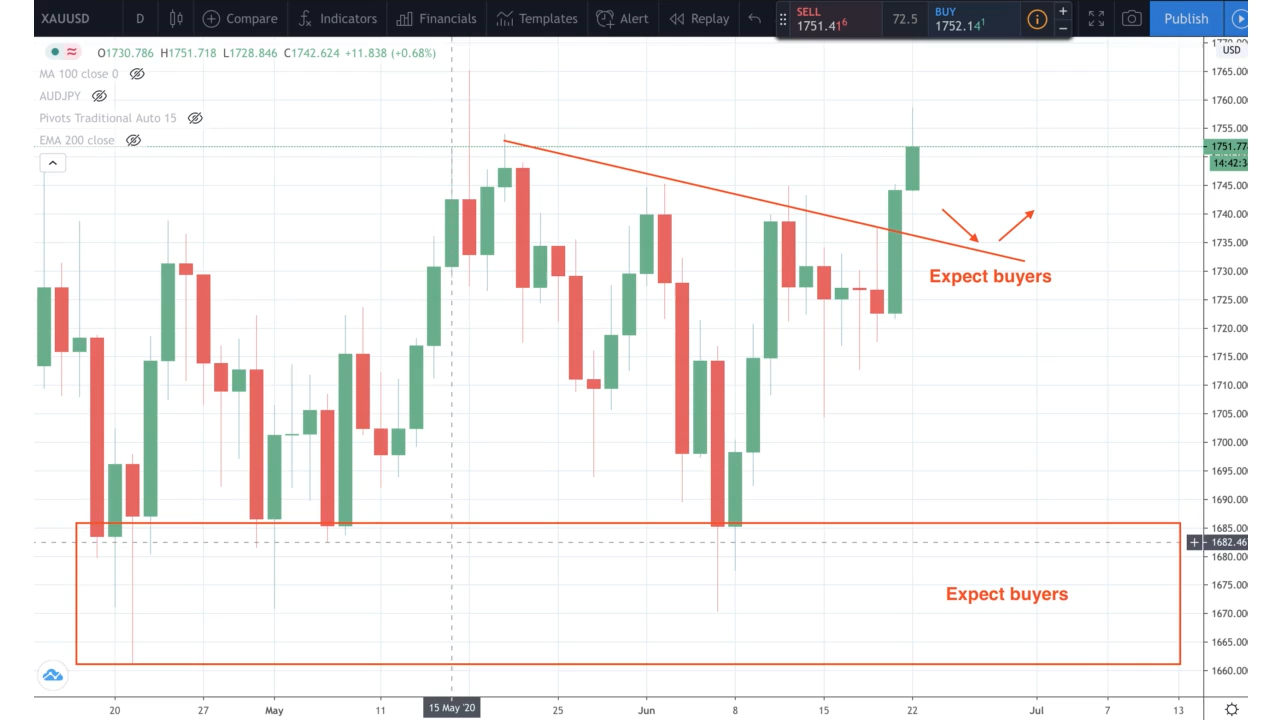 XAUUSD D Compare Indicators Financials Templates Alert Replay SELL 1751.41⁶ 72.5 BUY 1752.14¹ Publish
O1730.786 H1751.718 L1728.846 C1742.624 +11.838 (+0.68%)
USD
MA 100 close 0
AUDJPY
Pivots Traditional Auto 15
EMA 200 close
1765.00
1760.00
1755.00
1751.77
14:42:3
1745.00
1740.00
1735.00
Expect buyers
1730.00
1725.00
1720.00
1715.00
1710.00
1705.00
1700.00
1695.00
1690.00
1685.00
1682.46
1680.00
1675.00
Expect buyers
1670.00
1665.00
1660.00
20 27 May 11 15 May '20 25 Jun 8 15 22 Jul 7 13